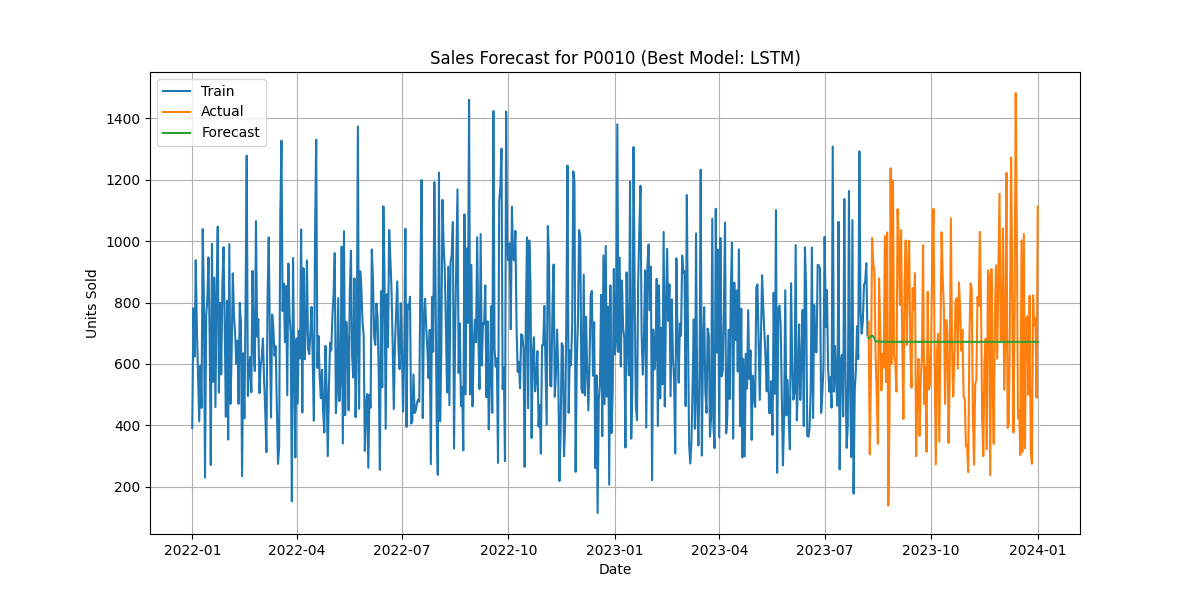 Sales Forecast for P0010 (Best Model: LSTM)
Train
Actual
Forecast
1400
1200
1000
800
600
400
200
Units Sold
2022-01 2022-04 2022-07 2022-10 2023-01 2023-04 2023-07 2023-10 2024-01
Date